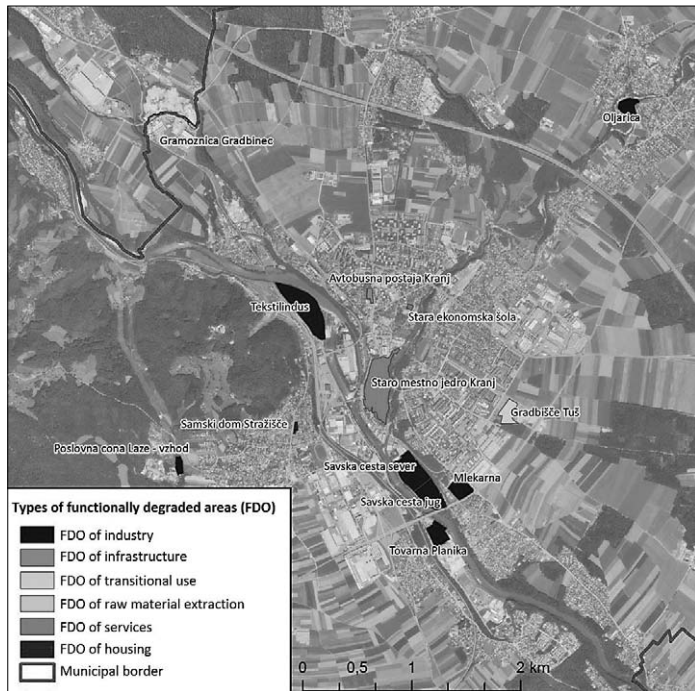 Oljarica
Gramoznica Gradbinec
Avtobusna postaja Kranj
Tekstilindus
Stara ekonomska šola
Staro mestno jedro Kranj
Gradbišče Tuš
Samski dom Stražišče
Poslovna cona Laze - vzhod
Savska cesta sever
Mlekarna
Savska cesta jug
Tovarna Planika
Types of functionally degraded areas (FDO)
FDO of industry
FDO of infrastructure
FDO of transitional use
FDO of raw material extraction
FDO of services
FDO of housing
Municipal border
0 0,5 1 2 km